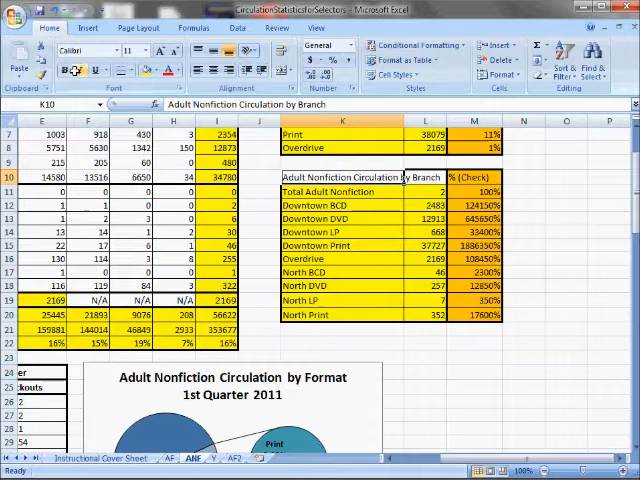 CirculationStatisticsforSelectors - Microsoft Excel
Home Insert Page Layout Formulas Data Review View
Calibri 11 General Conditional Formatting Insert Σ
Paste B U $ % , Format as Table Delete
Cell Styles Format
Clipboard Font Alignment Number Styles Cells Editing
K10 fx Adult Nonfiction Circulation by Branch
E F G H I J K L M N O P
7 1003 918 430 3 2354 Print 38079 11%
8 5751 5630 1342 150 12873 Overdrive 2169 1%
9 215 205 60 0 480
10 14580 13516 6650 34 34780 Adult Nonfiction Circulation by Branch % (Check)
11 0 0 0 0 0 Total Adult Nonfiction 2 100%
12 1 1 0 0 2 Downtown BCD 2483 124150%
13 1 2 3 0 6 Downtown DVD 12913 645650%
14 13 14 2 1 30 Downtown LP 668 33400%
15 22 17 6 1 46 Downtown Print 37727 1886350%
16 131 108 8 8 255 Overdrive 2169 108450%
17 1 0 0 0 1 North BCD 46 2300%
18 116 119 84 3 322 North DVD 257 12850%
19 2169 N/A N/A N/A 2169 North LP 7 350%
20 25445 21891 9076 208 56622 North Print 352 17600%
21 159881 144014 46849 2933 353677
22 16% 15% 19% 7% 16%
23
24 er
25 ckouts
26 2
27 2
28 1
29 54
Adult Nonfiction Circulation by Format
1st Quarter 2011
Print
Instructional Cover Sheet AF ANF Y AF2
Ready 100%